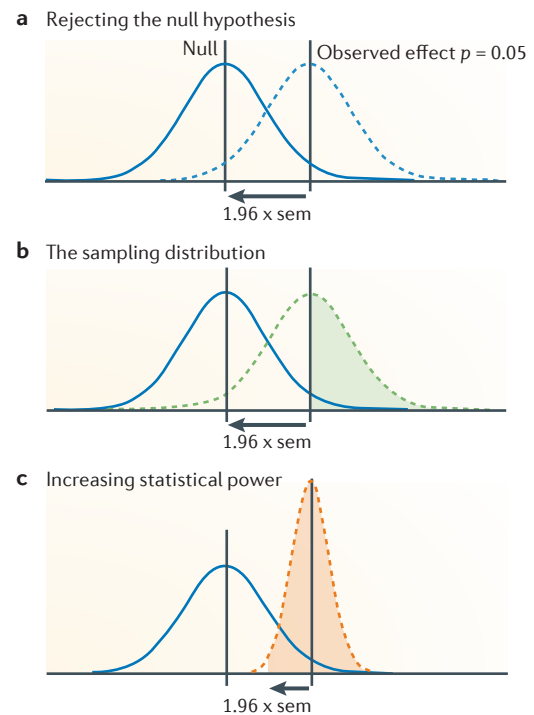 a Rejecting the null hypothesis
Null
Observed effect p = 0.05
1.96 x sem
b The sampling distribution
1.96 x sem
c Increasing statistical power
1.96 x sem